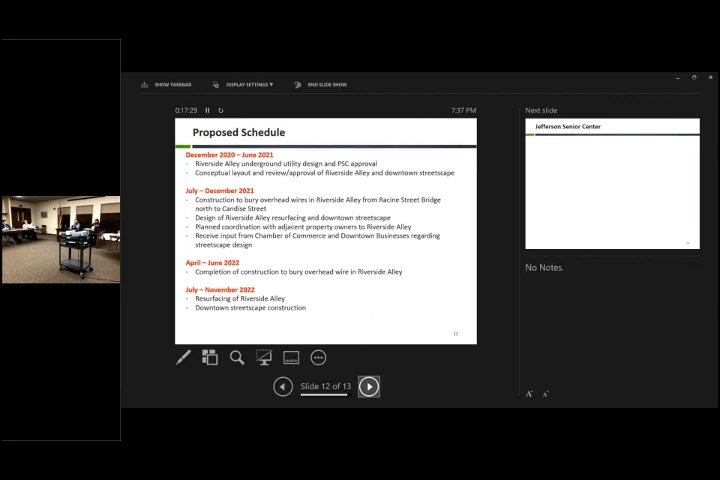 SHOW TASKBAR
DISPLAY SETTINGS ▼
END SLIDE SHOW
0:17:29
7:37 PM
Next slide
Proposed Schedule
December 2020 – June 2021
- Riverside Alley underground utility design and PSC approval
- Conceptual layout and review/approval of Riverside Alley and downtown streetscape
July – December 2021
- Construction to bury overhead wires in Riverside Alley from Racine Street Bridge
north to Candise Street
- Design of Riverside Alley resurfacing and downtown streetscape
- Planned coordination with adjacent property owners to Riverside Alley
- Receive input from Chamber of Commerce and Downtown Businesses regarding
streetscape design
April – June 2022
- Completion of construction to bury overhead wire in Riverside Alley
July – November 2022
- Resurfacing of Riverside Alley
- Downtown streetscape construction
Jefferson Senior Center
No Notes.
Slide 12 of 13
A A